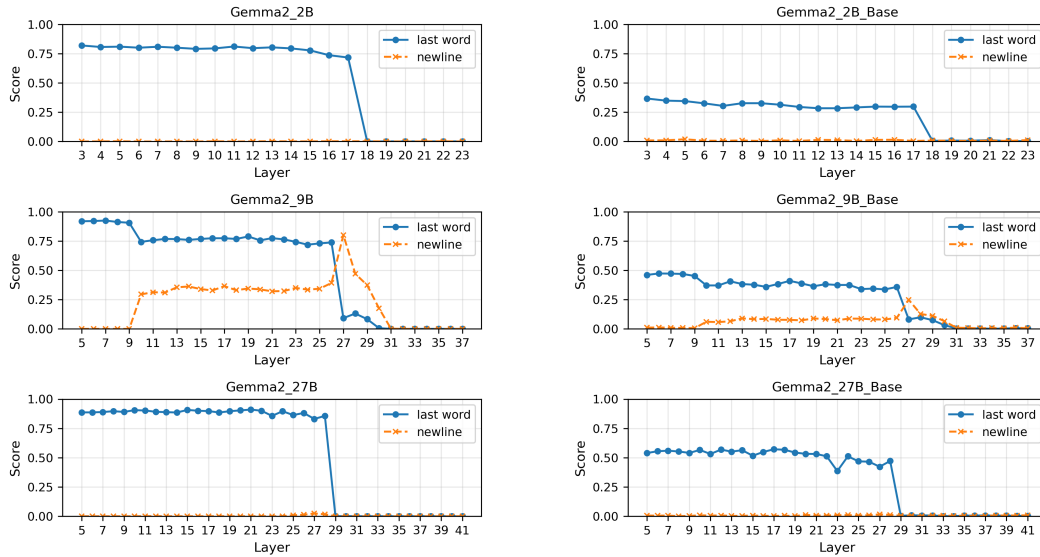 Gemma2_2B
1.00
0.75
0.50
0.25
0.00
Score
last word
newline
3 4 5 6 7 8 9 10 11 12 13 14 15 16 17 18 19 20 21 22 23
Layer
Gemma2_2B_Base
1.00
0.75
0.50
0.25
0.00
Score
last word
newline
3 4 5 6 7 8 9 10 11 12 13 14 15 16 17 18 19 20 21 22 23
Layer
Gemma2_9B
1.00
0.75
0.50
0.25
0.00
Score
last word
newline
5 7 9 11 13 15 17 19 21 23 25 27 29 31 33 35 37
Layer
Gemma2_9B_Base
1.00
0.75
0.50
0.25
0.00
Score
last word
newline
5 7 9 11 13 15 17 19 21 23 25 27 29 31 33 35 37
Layer
Gemma2_27B
1.00
0.75
0.50
0.25
0.00
Score
last word
newline
5 7 9 11 13 15 17 19 21 23 25 27 29 31 33 35 37 39 41
Layer
Gemma2_27B_Base
1.00
0.75
0.50
0.25
0.00
Score
last word
newline
5 7 9 11 13 15 17 19 21 23 25 27 29 31 33 35 37 39 41
Layer